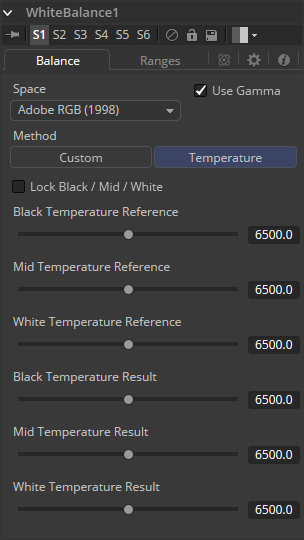 WhiteBalance1
S1 S2 S3 S4 S5 S6
Balance Ranges
Space
Use Gamma
Adobe RGB (1998)
Method
Custom Temperature
Lock Black / Mid / White
Black Temperature Reference
6500.0
Mid Temperature Reference
6500.0
White Temperature Reference
6500.0
Black Temperature Result
6500.0
Mid Temperature Result
6500.0
White Temperature Result
6500.0